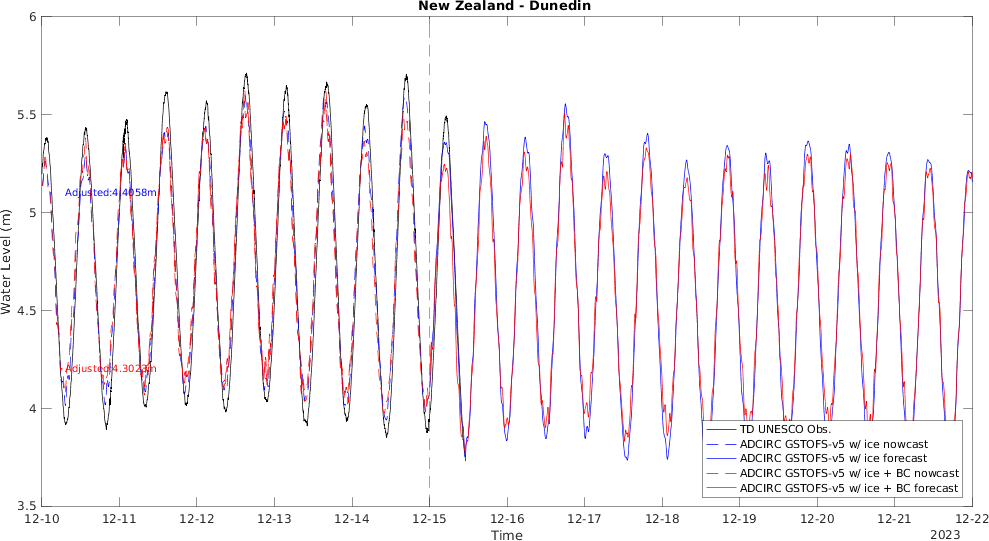 New Zealand - Dunedin
6
5.5
5
4.5
4
3.5
Water Level (m)
Adjusted:4.4058m
Adjusted:4.3023m
TD UNESCO Obs.
ADCIRC GSTOFS-v5 w/ ice nowcast
ADCIRC GSTOFS-v5 w/ ice forecast
ADCIRC GSTOFS-v5 w/ ice + BC nowcast
ADCIRC GSTOFS-v5 w/ ice + BC forecast
12-10 12-11 12-12 12-13 12-14 12-15 12-16 12-17 12-18 12-19 12-20 12-21 12-22
Time
2023